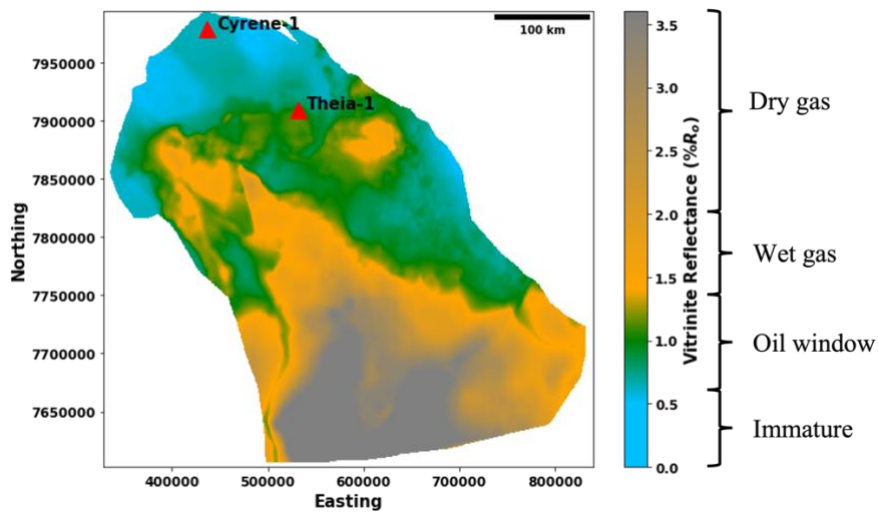 Cyrene-1
Theia-1
100 km
7950000
7900000
7850000
7800000
7750000
7700000
7650000
Northing
400000
500000
600000
700000
800000
Easting
3.5
3.0
2.5
2.0
1.5
1.0
0.5
0.0
Vitrinite Reflectance (%Ro)
Dry gas
Wet gas
Oil window
Immature